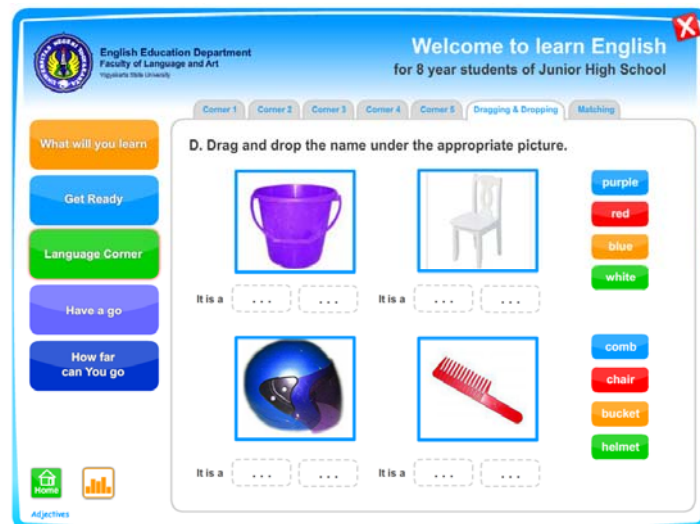 English Education Department
Faculty of Language and Art
Yogyakarta State University
Welcome to learn English
for 8 year students of Junior High School
Corner 1 Corner 2 Corner 3 Corner 4 Corner 5 Dragging & Dropping Matching
What will you learn
Get Ready
Language Corner
Have a go
How far
can You go
Home
Adjectives
D. Drag and drop the name under the appropriate picture.
It is a ... ... It is a ... ...
It is a ... ... It is a ... ...
purple
red
blue
white
comb
chair
bucket
helmet